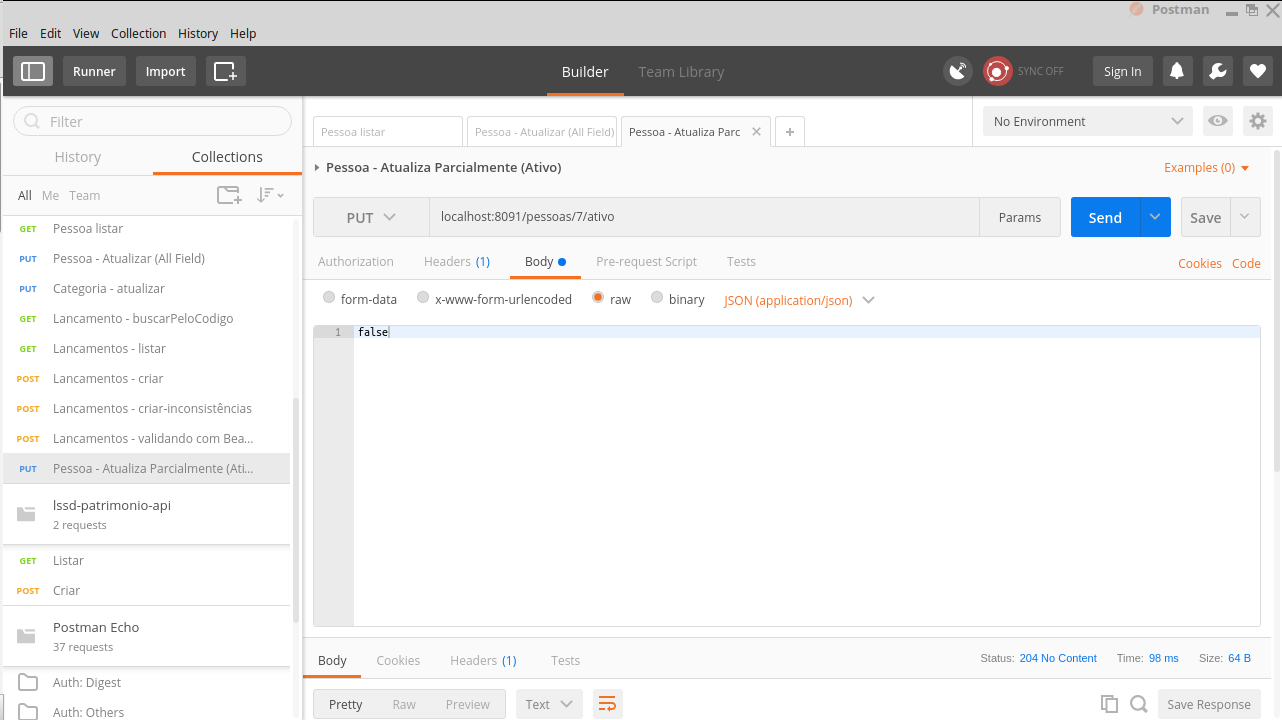 Postman
File Edit View Collection History Help
Runner Import Builder Team Library SYNC OFF Sign In
Filter
History Collections
All Me Team
GET Pessoa listar
PUT Pessoa - Atualizar (All Field)
PUT Categoria - atualizar
GET Lancamento - buscarPeloCodigo
GET Lancamentos - listar
POST Lancamentos - criar
POST Lancamentos - criar-inconsistências
POST Lancamentos - validando com Bea...
PUT Pessoa - Atualiza Parcialmente (Ati...
lssd-patrimonio-api
2 requests
GET Listar
POST Criar
Postman Echo
37 requests
Auth: Digest
Auth: Others
Pessoa listar Pessoa - Atualizar (All Field) Pessoa - Atualiza Parc No Environment
Pessoa - Atualiza Parcialmente (Ativo) Examples (0)
PUT localhost:8091/pessoas/7/ativo Params Send Save
Authorization Headers (1) Body Pre-request Script Tests Cookies Code
form-data x-www-form-urlencoded raw binary JSON (application/json)
1 false
Body Cookies Headers (1) Tests Status: 204 No Content Time: 98 ms Size: 64 B
Pretty Raw Preview Text Save Response